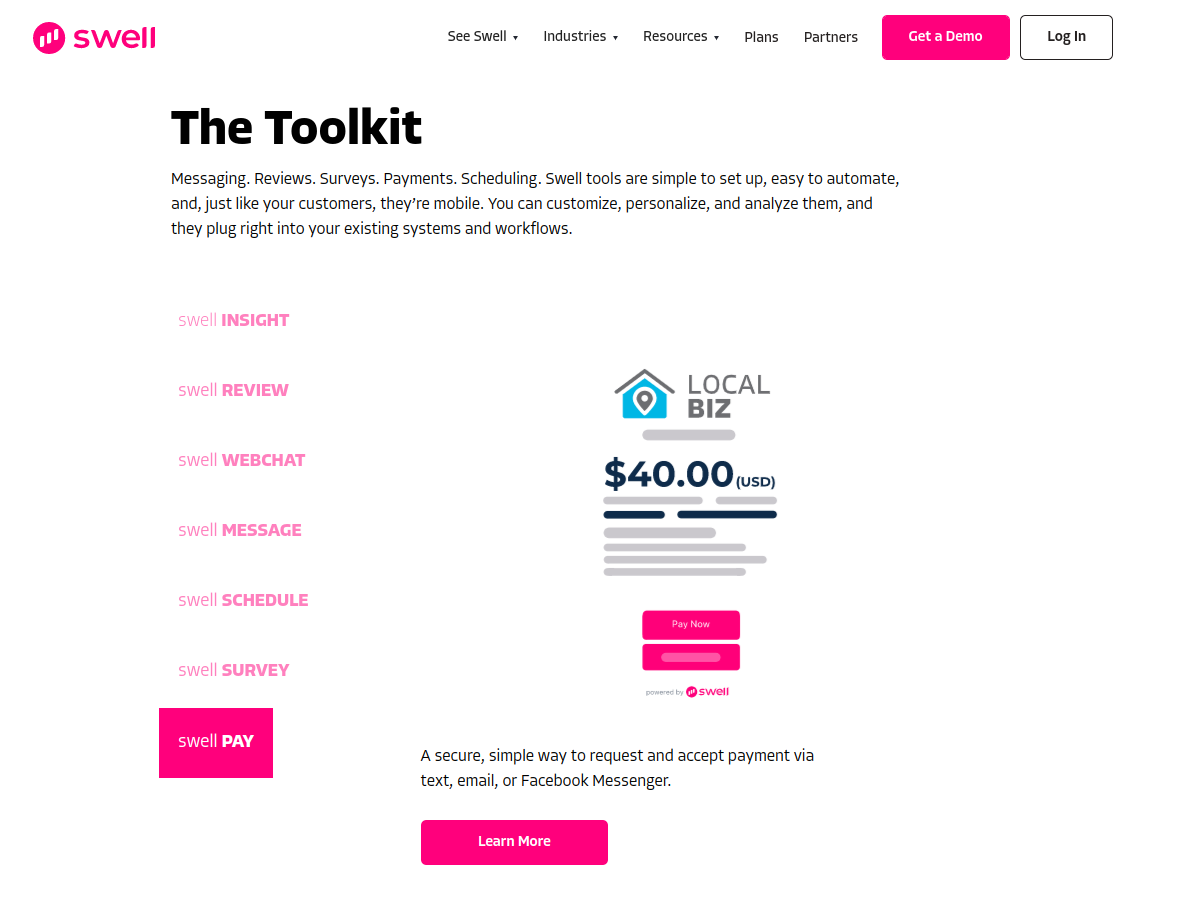 swell
See Swell ▾
Industries ▾
Resources ▾
Plans
Partners
Get a Demo
Log In
The Toolkit
Messaging. Reviews. Surveys. Payments. Scheduling. Swell tools are simple to set up, easy to automate,
and, just like your customers, they’re mobile. You can customize, personalize, and analyze them, and
they plug right into your existing systems and workflows.
swell INSIGHT
swell REVIEW
swell WEBCHAT
swell MESSAGE
swell SCHEDULE
swell SURVEY
swell PAY
LOCAL
BIZ
$40.00 (USD)
Pay Now
powered by swell
A secure, simple way to request and accept payment via
text, email, or Facebook Messenger.
Learn More